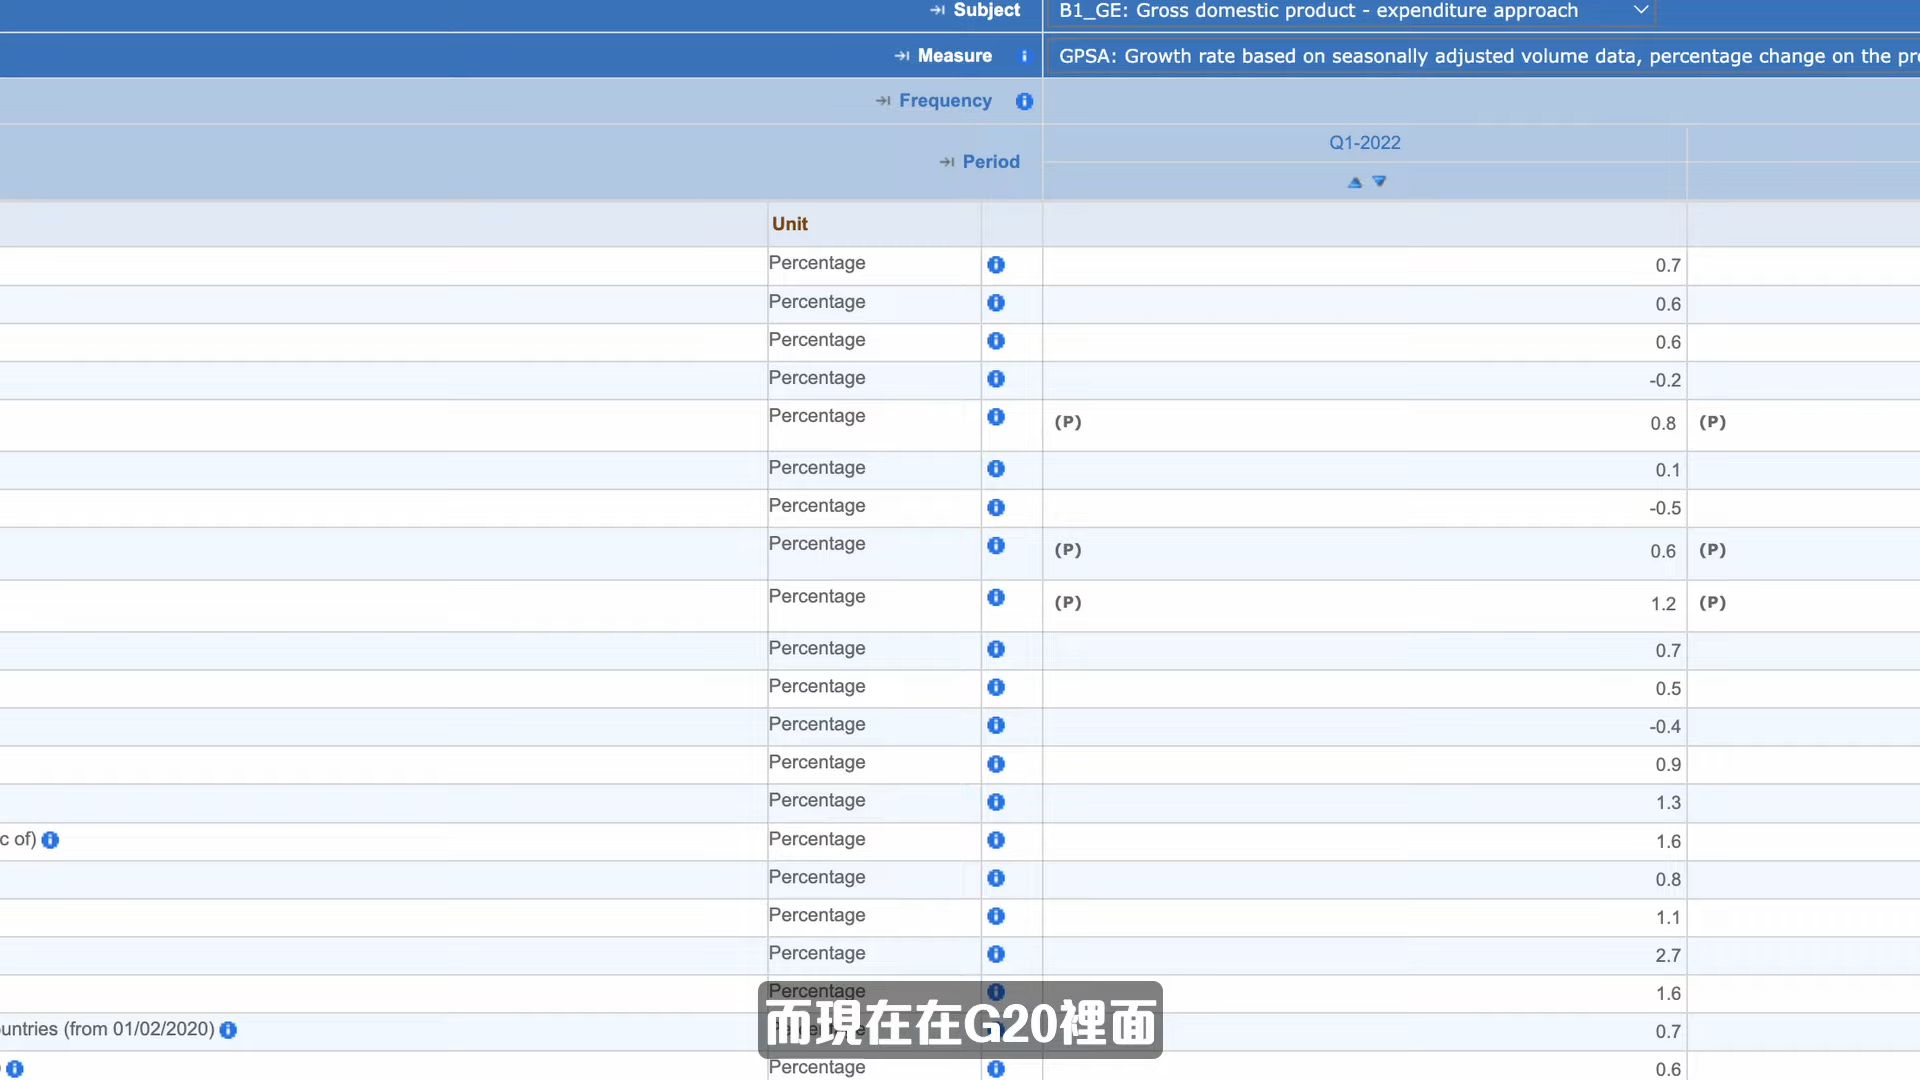 Subject B1_GE: Gross domestic product - expenditure approach
Measure GPSA: Growth rate based on seasonally adjusted volume data, percentage change on the pr
Frequency
Period Q1-2022
Unit
Percentage 0.7
Percentage 0.6
Percentage 0.6
Percentage -0.2
Percentage (P) 0.8 (P)
Percentage 0.1
Percentage -0.5
Percentage (P) 0.6 (P)
Percentage (P) 1.2 (P)
Percentage 0.7
Percentage 0.5
Percentage -0.4
Percentage 0.9
Percentage 1.3
c of) Percentage 1.6
Percentage 0.8
Percentage 1.1
Percentage 2.7
Percentage 1.6
而現在在G20裡面
ountries (from 01/02/2020) 0.7
Percentage 0.6